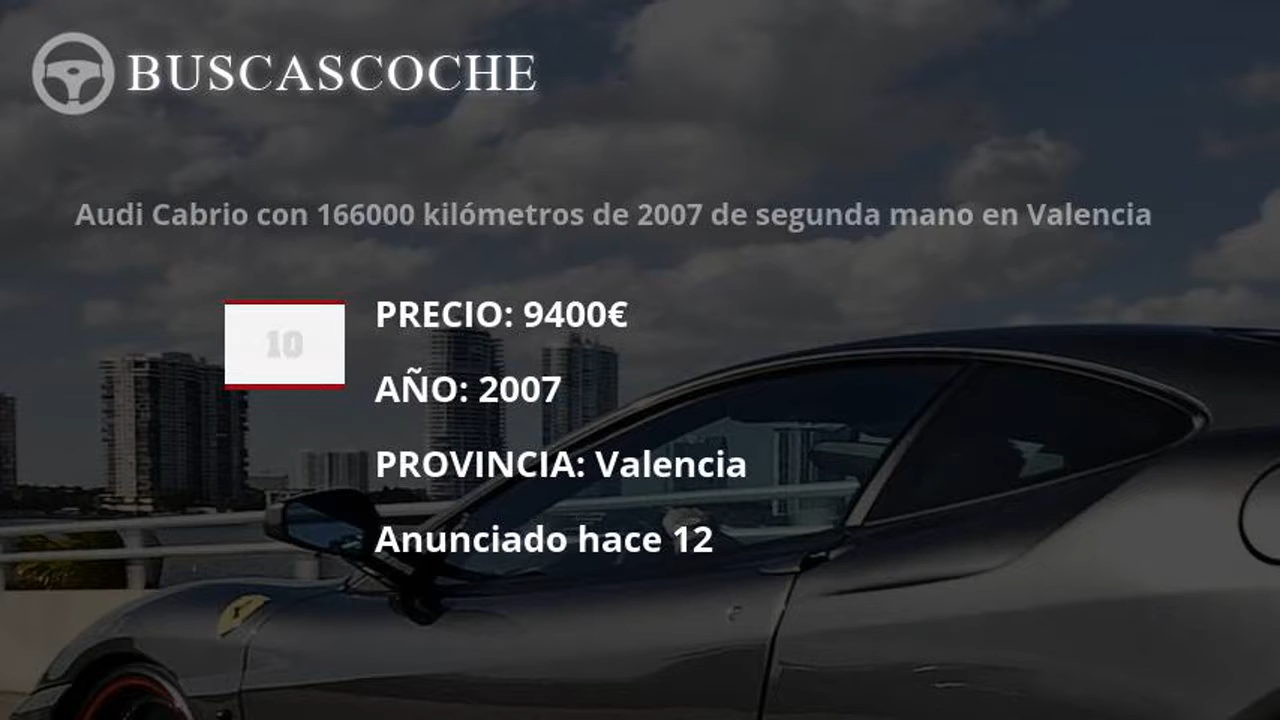 BUSCASCOCHE
Audi Cabrio con 166000 kilómetros de 2007 de segunda mano en Valencia
10
PRECIO: 9400€
AÑO: 2007
PROVINCIA: Valencia
Anunciado hace 12